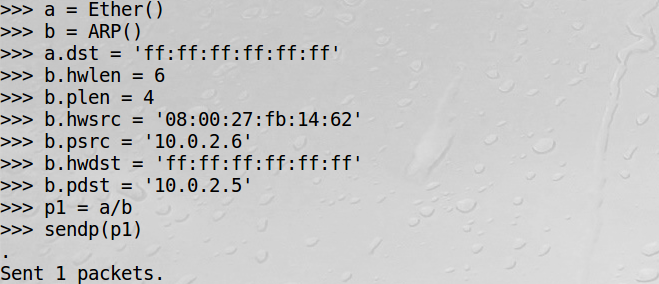 >>> a = Ether()
>>> b = ARP()
>>> a.dst = 'ff:ff:ff:ff:ff:ff'
>>> b.hwlen = 6
>>> b.plen = 4
>>> b.hwsrc = '08:00:27:fb:14:62'
>>> b.psrc = '10.0.2.6'
>>> b.hwdst = 'ff:ff:ff:ff:ff:ff'
>>> b.pdst = '10.0.2.5'
>>> p1 = a/b
>>> sendp(p1)
.
Sent 1 packets.